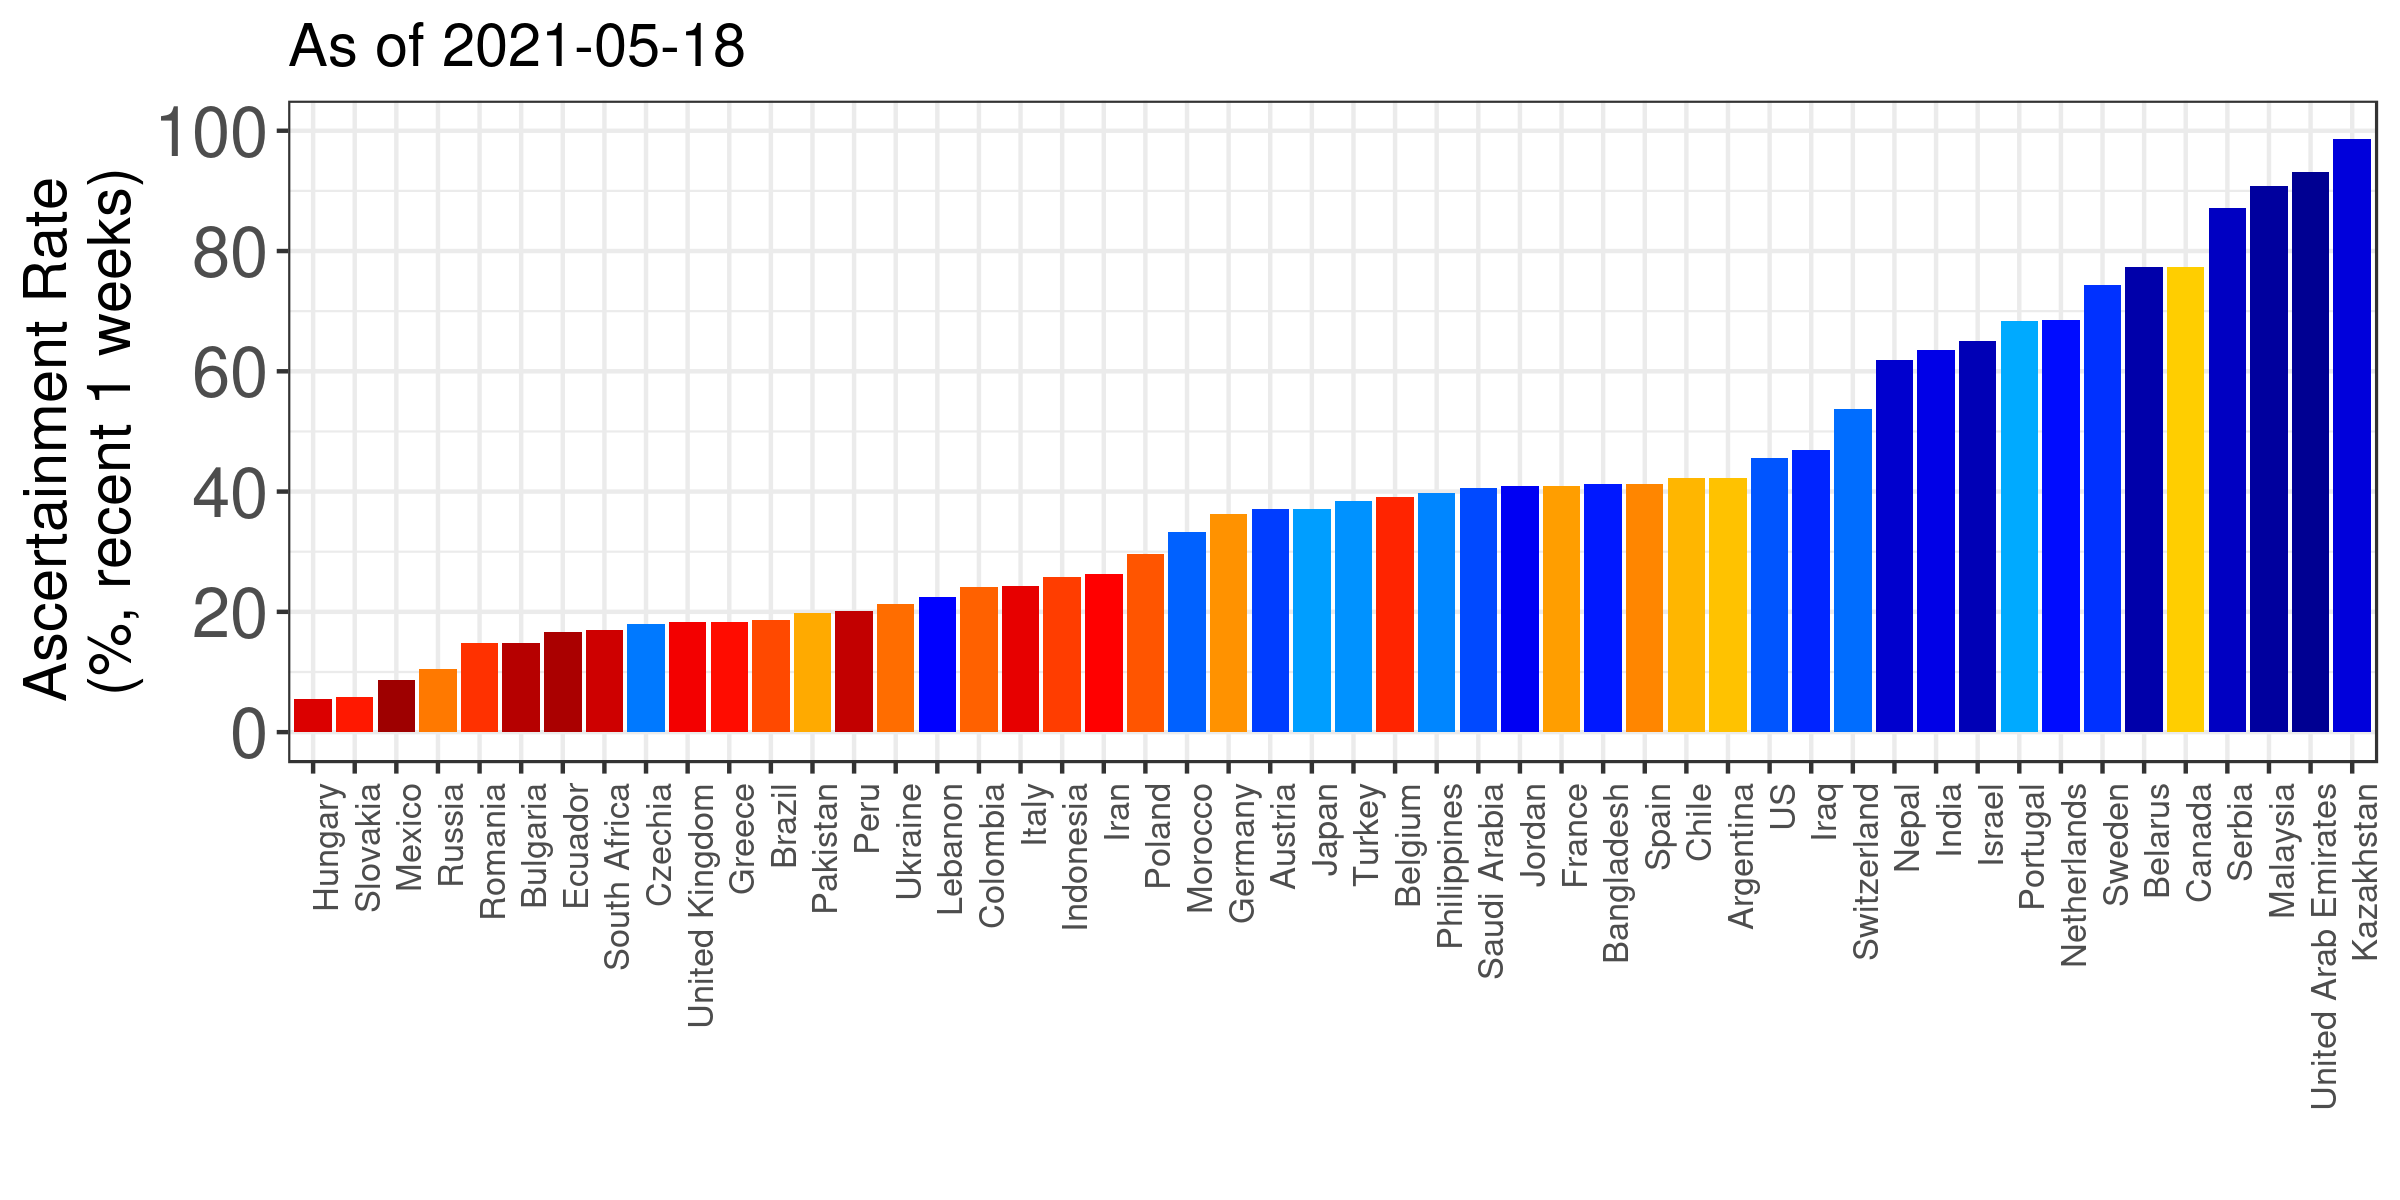 As of 2021-05-18
Ascertainment Rate
(%, recent 1 weeks)
100
80
60
40
20
0
Hungary
Slovakia
Mexico
Russia
Romania
Bulgaria
Ecuador
South Africa
Czechia
United Kingdom
Greece
Brazil
Pakistan
Peru
Ukraine
Lebanon
Colombia
Italy
Indonesia
Iran
Poland
Morocco
Germany
Austria
Japan
Turkey
Belgium
Philippines
Saudi Arabia
Jordan
France
Bangladesh
Spain
Chile
Argentina
US
Iraq
Switzerland
Nepal
India
Israel
Portugal
Netherlands
Sweden
Belarus
Canada
Serbia
Malaysia
United Arab Emirates
Kazakhstan